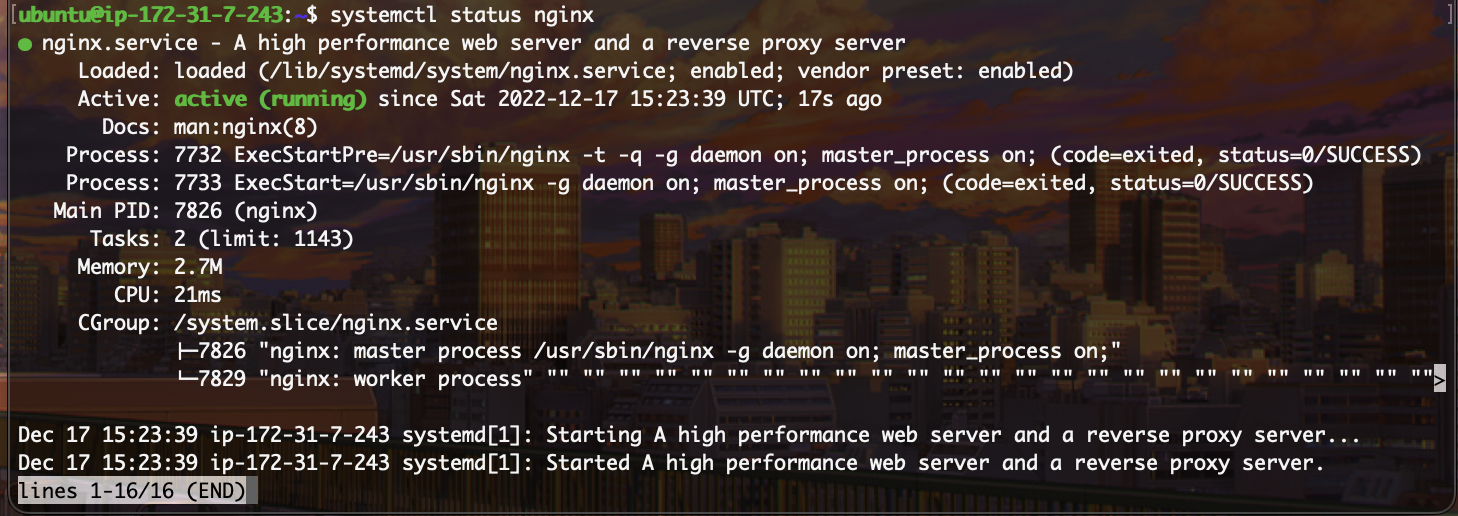 [ubuntu@ip-172-31-7-243:~$ systemctl status nginx ]
● nginx.service - A high performance web server and a reverse proxy server
Loaded: loaded (/lib/systemd/system/nginx.service; enabled; vendor preset: enabled)
Active: active (running) since Sat 2022-12-17 15:23:39 UTC; 17s ago
Docs: man:nginx(8)
Process: 7732 ExecStartPre=/usr/sbin/nginx -t -q -g daemon on; master_process on; (code=exited, status=0/SUCCESS)
Process: 7733 ExecStart=/usr/sbin/nginx -g daemon on; master_process on; (code=exited, status=0/SUCCESS)
Main PID: 7826 (nginx)
Tasks: 2 (limit: 1143)
Memory: 2.7M
CPU: 21ms
CGroup: /system.slice/nginx.service
├─7826 "nginx: master process /usr/sbin/nginx -g daemon on; master_process on;"
└─7829 "nginx: worker process" "" "" "" "" "" "" "" "" "" "" "" "" "" "" "" "" "" "" "" "" "" "" "" "" "">

Dec 17 15:23:39 ip-172-31-7-243 systemd[1]: Starting A high performance web server and a reverse proxy server...
Dec 17 15:23:39 ip-172-31-7-243 systemd[1]: Started A high performance web server and a reverse proxy server.
lines 1-16/16 (END)